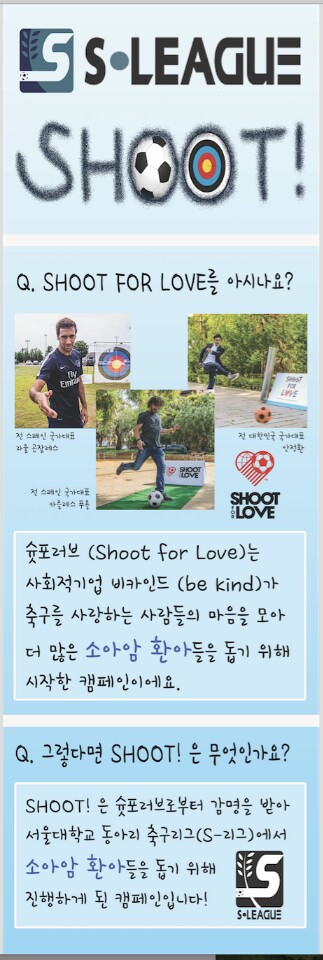 S•LEAGUE
SHOOT!
Q. SHOOT FOR LOVE를 아시나요?
Fly
Emirates
SHOOT
FOR
LOVE
전 스페인 국가대표
라울 곤잘레스
전 대한민국 국가대표
안정환
SHOOT
FOR
LOVE
전 스페인 국가대표
카를레스 푸욜
SHOOT
FOR
LOVE
슛포러브 (Shoot for Love)는
사회적기업 비카인드 (be kind)가
축구를 사랑하는 사람들의 마음을 모아
더 많은 소아암 환아들을 돕기 위해
시작한 캠페인이에요.
Q. 그렇다면 SHOOT! 은 무엇인가요?
SHOOT! 은 슛포러브로부터 감명을 받아
서울대학교 동아리 축구리그(S-리그)에서
소아암 환아들을 돕기 위해
진행하게 된 캠페인입니다!
S•LEAGUE